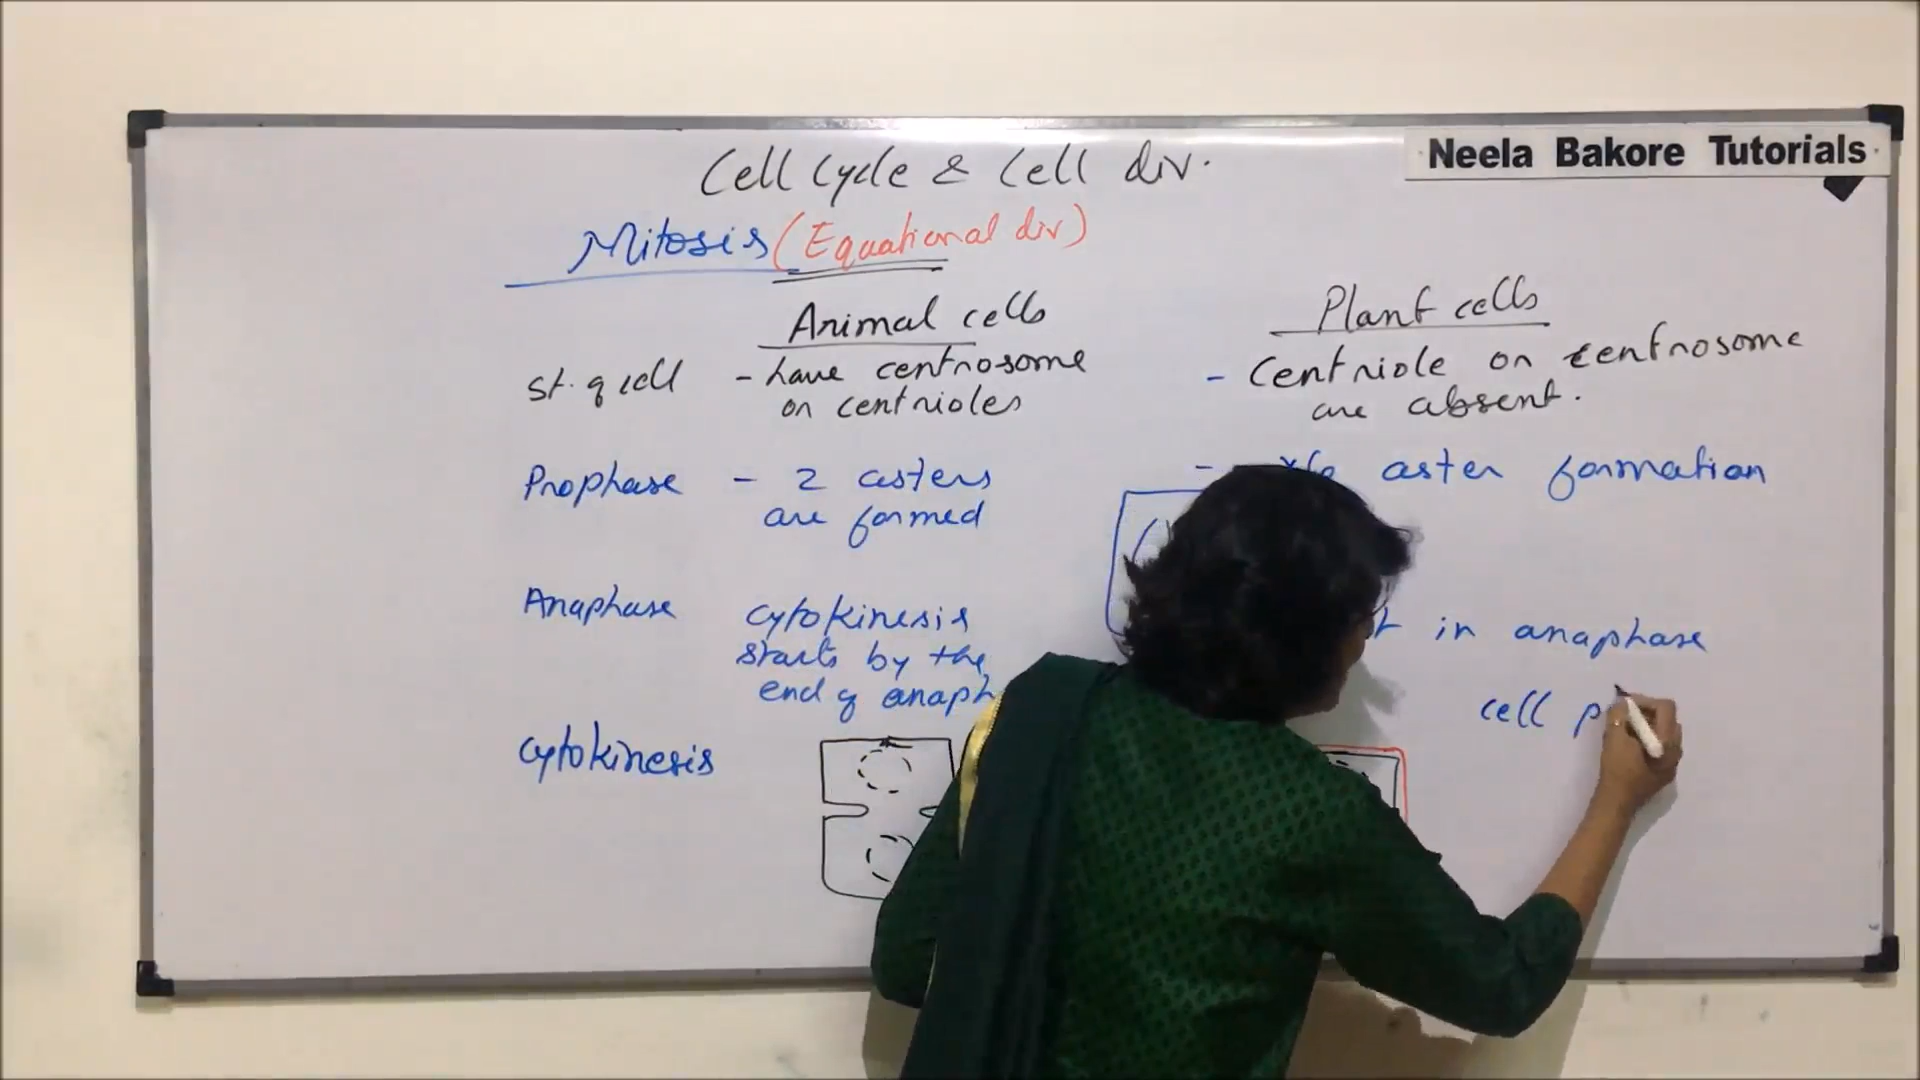 Neela Bakore Tutorials
Cell Cycle & Cell div.
Mitosis (Equational div)
Animal cells
Plant cells
St. of cell - have centrosome
or centrioles
- Centriole or centrosome
are absent.
Prophase - 2 asters
are formed
- aster formation
Anaphase cytokinesis
starts by the
end of anaph
in anaphase
cell p
Cytokinesis